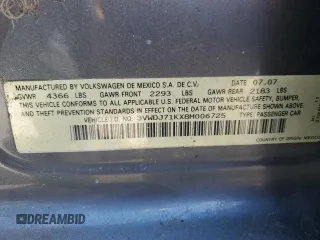 MANUFACTURED BY VOLKSWAGEN DE MEXICO S.A. DE C.V. 07.07
GVWR 4366 LBS GAWR FRONT 2293 LBS GAWR REAR 2183 LBS
THIS VEHICLE CONFORMS TO ALL APPLICABLE FEDERAL MOTOR VEHICLE SAFETY, BUMPER,
AND THEFT PREVENTION STANDARDS IN EFFECT ON THE DATE OF MANUFACTURE SHOWN ABOVE.
VEHICLE I.D. NO.: 3VWDJ71KX8M006725 TYPE: PASSENGER CAR
COUNTRY OF ORIGIN: MEXICO
DREAMBID